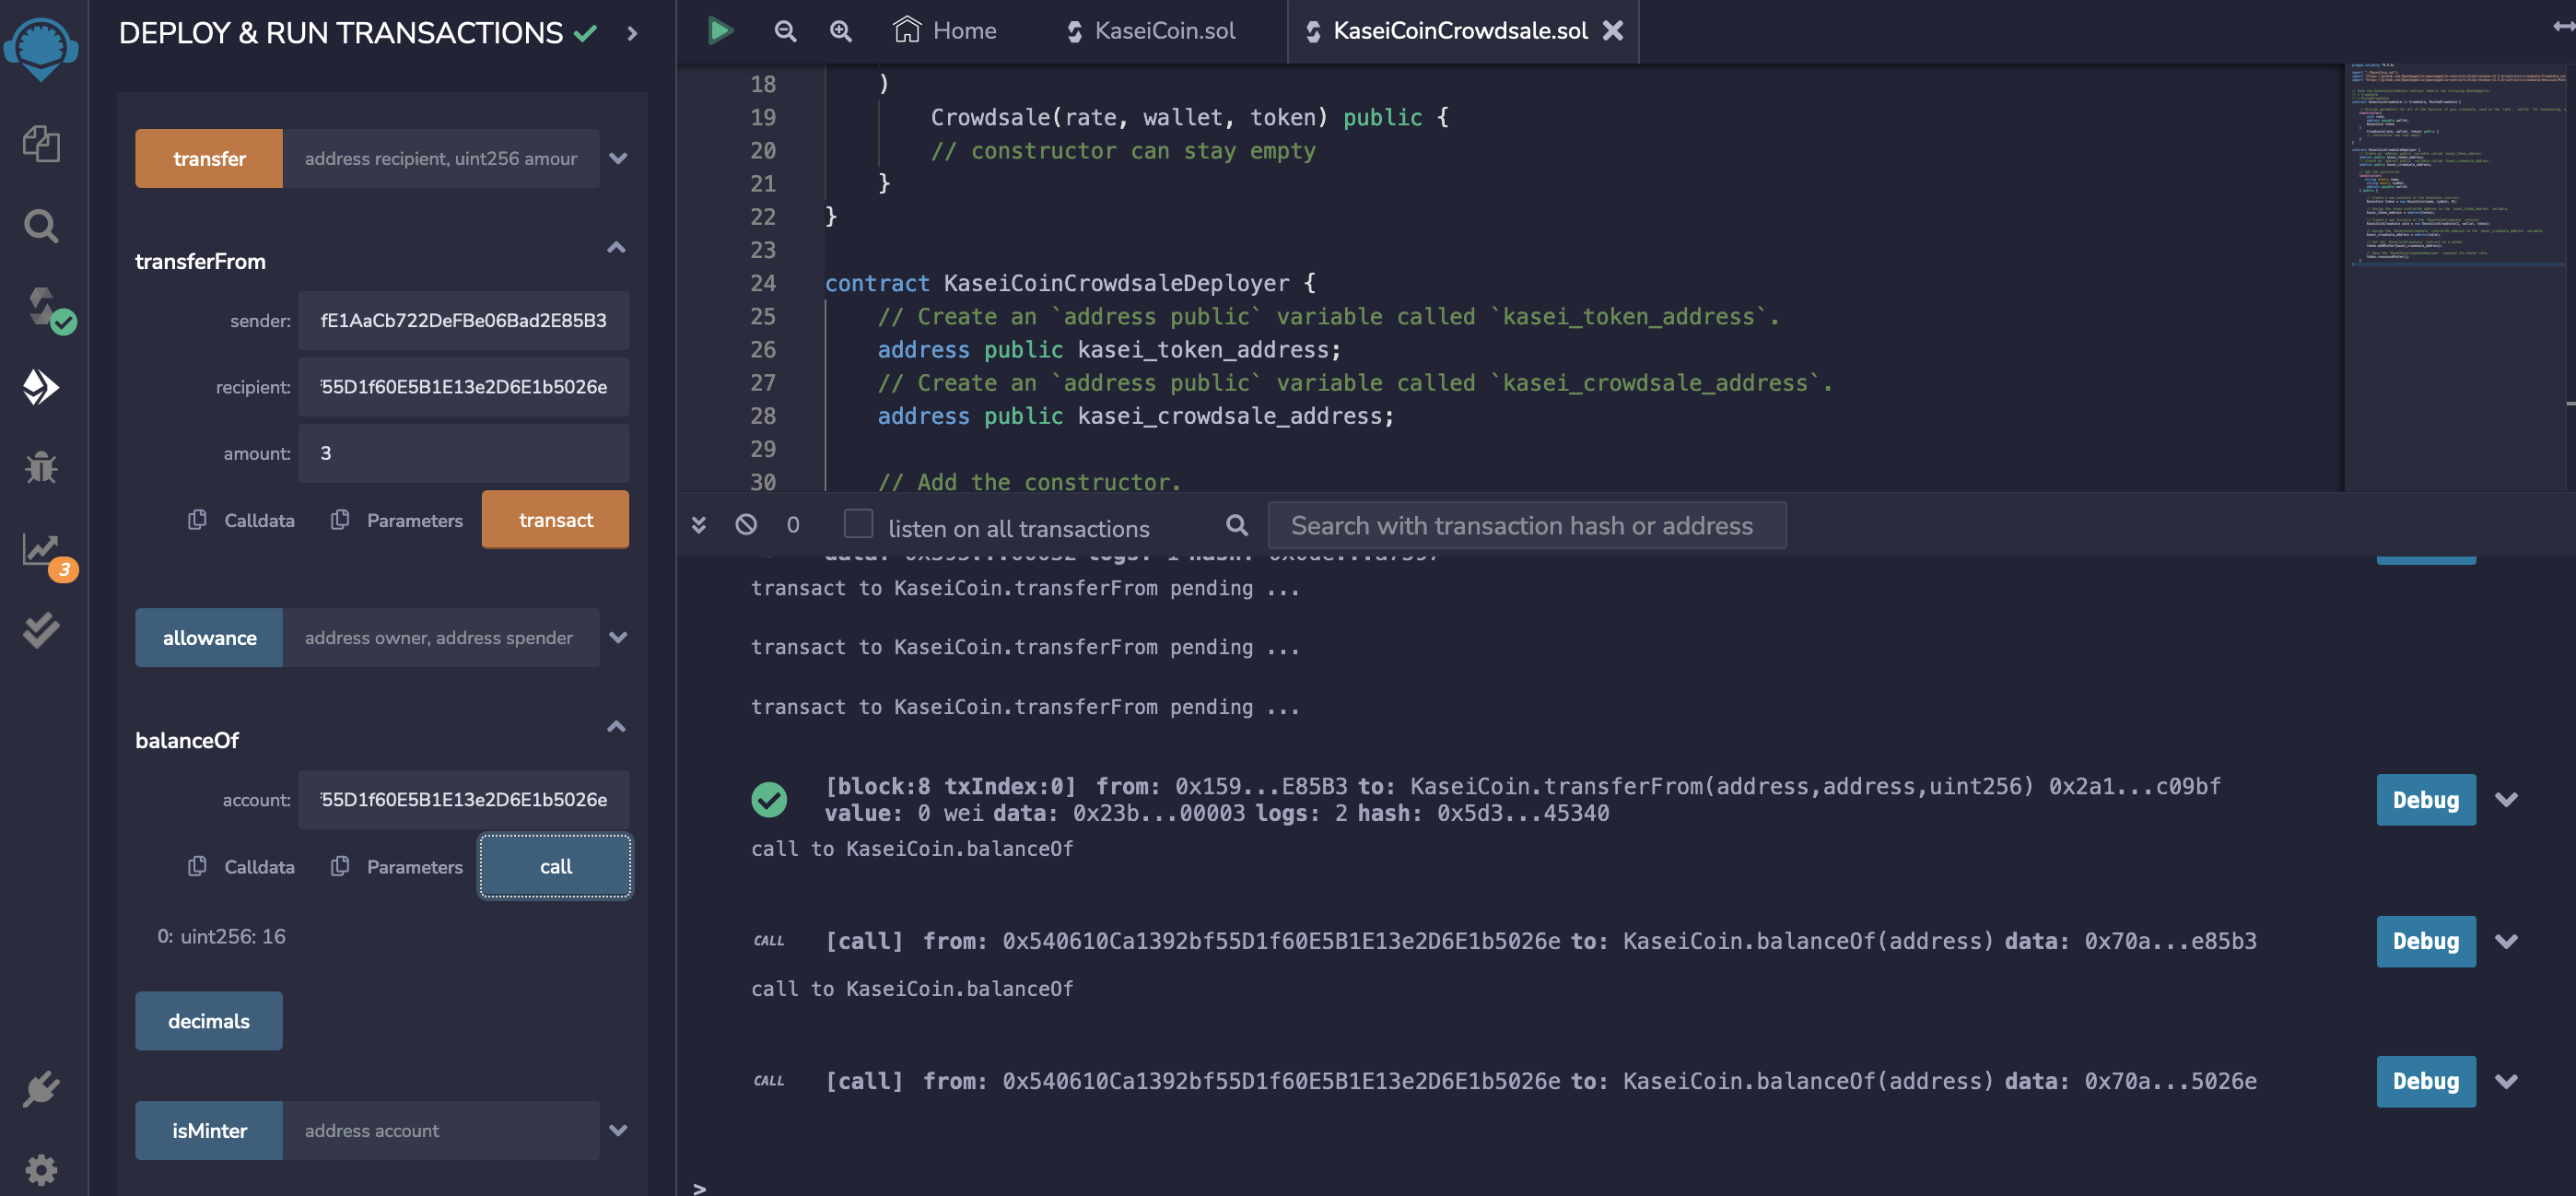 DEPLOY & RUN TRANSACTIONS
transfer
address recipient, uint256 amour
transferFrom
sender: fE1AaCb722DeFBe06Bad2E85B3
recipient: 55D1f60E5B1E13e2D6E1b5026e
amount: 3
Calldata Parameters transact
allowance address owner, address spender
balanceOf
account: 55D1f60E5B1E13e2D6E1b5026e
Calldata Parameters call
0: uint256: 16
decimals
isMinter address account
3
Home KaseiCoin.sol KaseiCoinCrowdsale.sol
18 )
19 Crowdsale(rate, wallet, token) public {
20 // constructor can stay empty
21 }
22 }
23
24 contract KaseiCoinCrowdsaleDeployer {
25 // Create an `address public` variable called `kasei_token_address`.
26 address public kasei_token_address;
27 // Create an `address public` variable called `kasei_crowdsale_address`.
28 address public kasei_crowdsale_address;
29
30 // Add the constructor.
0 listen on all transactions Search with transaction hash or address
transact to KaseiCoin.transferFrom pending ...
transact to KaseiCoin.transferFrom pending ...
transact to KaseiCoin.transferFrom pending ...
[block:8 txIndex:0] from: 0x159...E85B3 to: KaseiCoin.transferFrom(address,address,uint256) 0x2a1...c09bf
value: 0 wei data: 0x23b...00003 logs: 2 hash: 0x5d3...45340
Debug
call to KaseiCoin.balanceOf
CALL [call] from: 0x540610Ca1392bf55D1f60E5B1E13e2D6E1b5026e to: KaseiCoin.balanceOf(address) data: 0x70a...e85b3 Debug
call to KaseiCoin.balanceOf
CALL [call] from: 0x540610Ca1392bf55D1f60E5B1E13e2D6E1b5026e to: KaseiCoin.balanceOf(address) data: 0x70a...5026e Debug
>